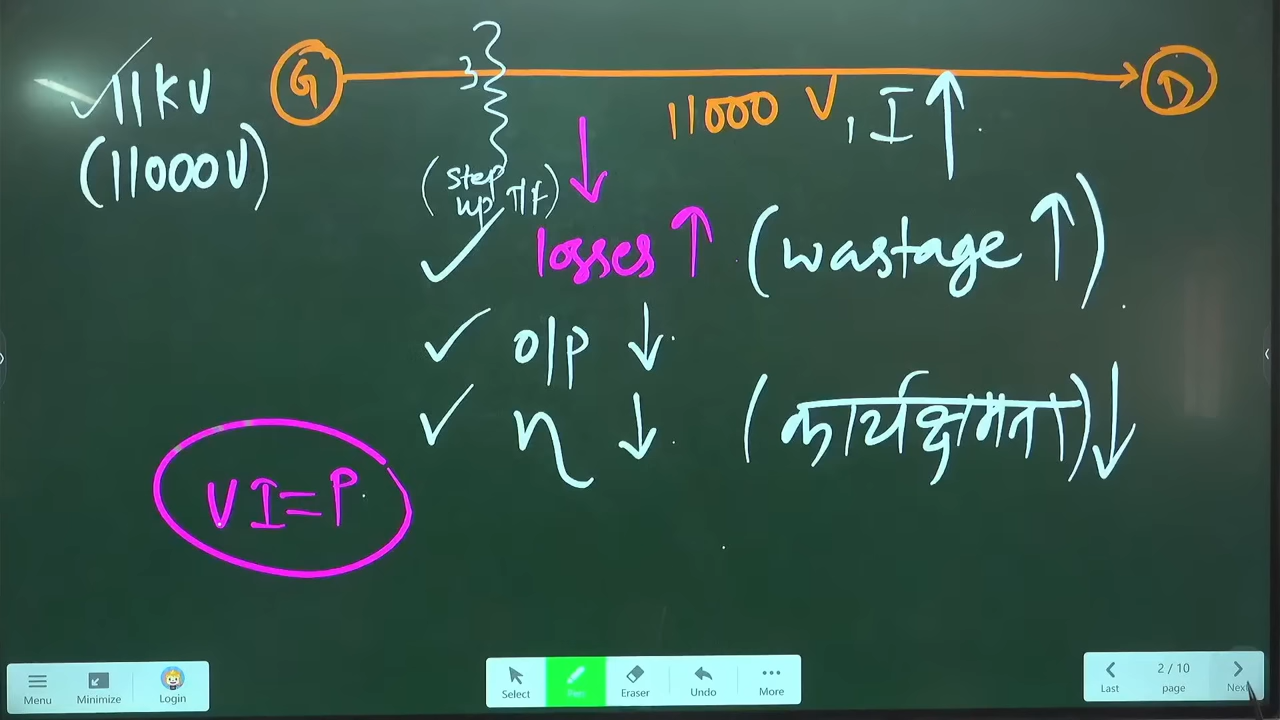 G D
11KV
11000 V, I ↑
(11000V)
3
(step up T/f)
↓
losses ↑ (wastage ↑)
o/p ↓
η ↓ (कार्यक्षमता) ↓
VI=P
Menu Minimize Login
Select Pen Eraser Undo More
Last 2 / 10 page Next